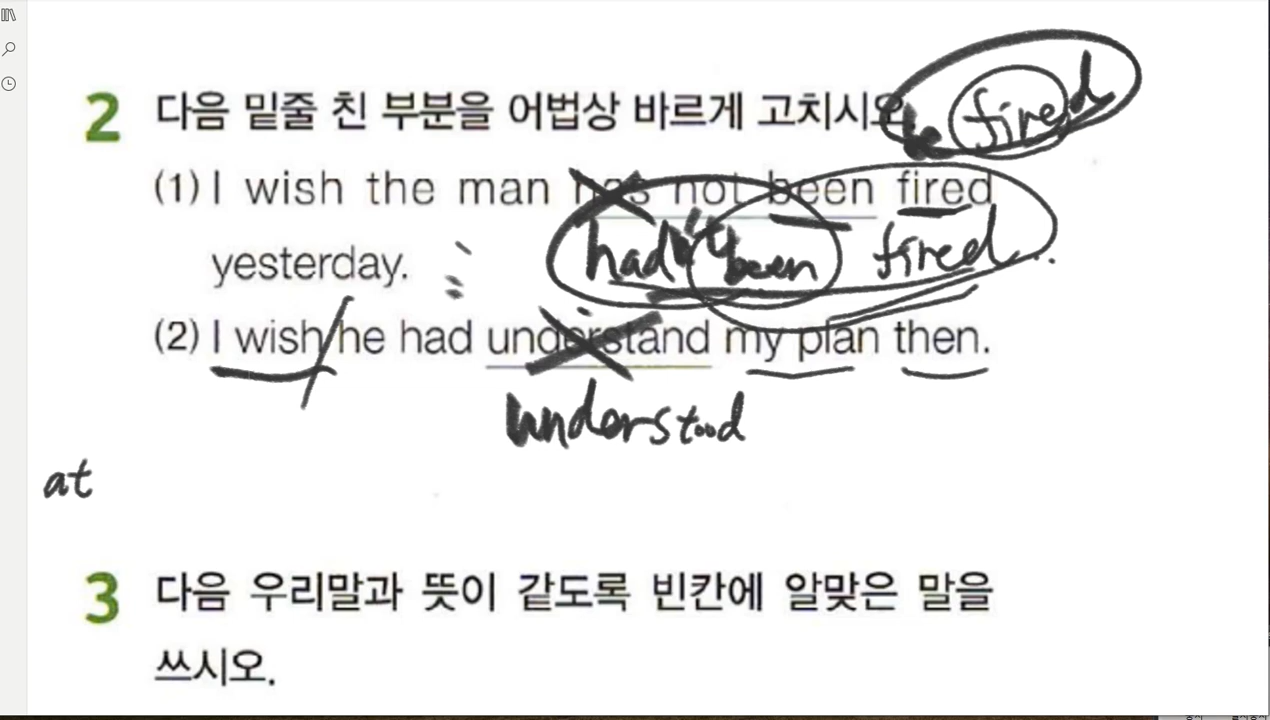 2 다음 밑줄 친 부분을 어법상 바르게 고치시오.
be fired
(1) I wish the man has not been fired
hadn't been fired.
yesterday.
(2) I wish he had understand my plan then.
understood
at
3 다음 우리말과 뜻이 같도록 빈칸에 알맞은 말을
쓰시오.